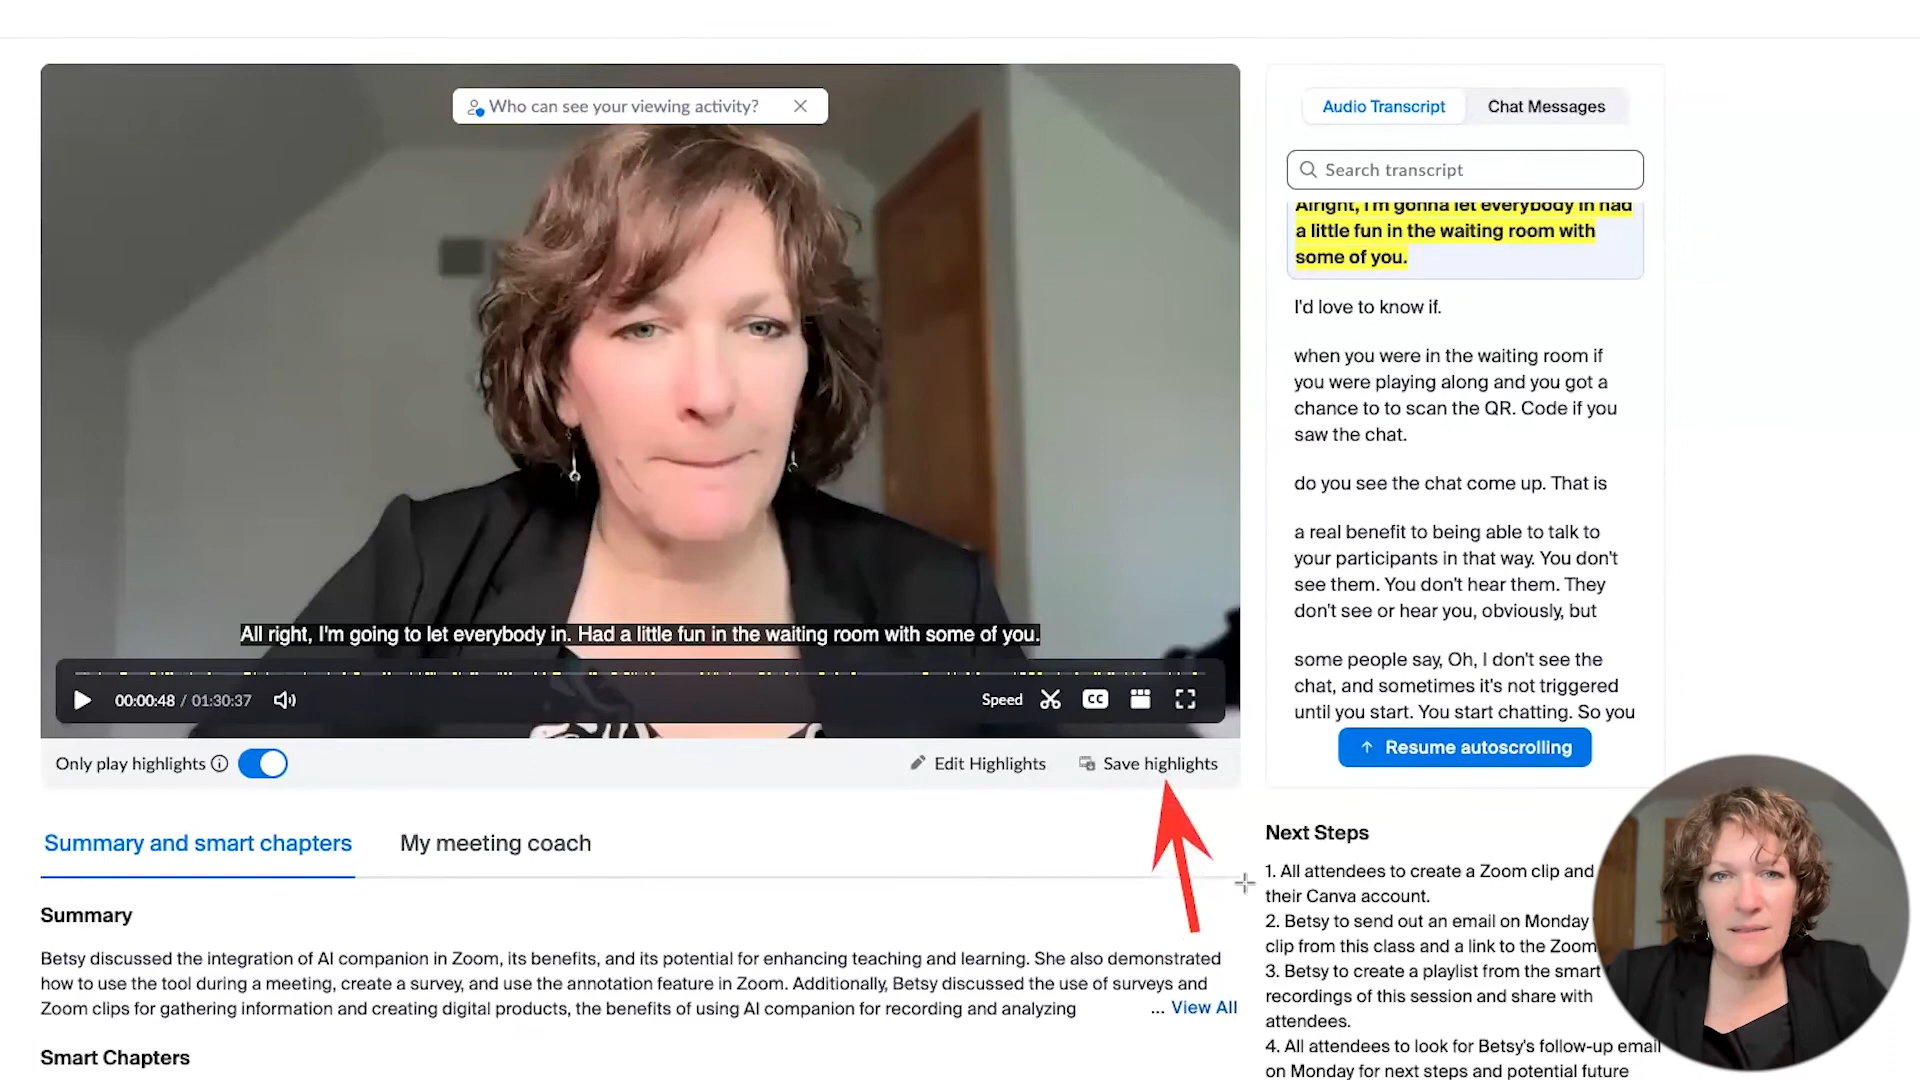 Who can see your viewing activity?
All right, I'm going to let everybody in. Had a little fun in the waiting room with some of you.
00:00:48 / 01:30:37
Speed
CC
Only play highlights
Edit Highlights
Save highlights
Audio Transcript
Chat Messages
Search transcript
Alright, I'm gonna let everybody in had
a little fun in the waiting room with
some of you.
I'd love to know if.
when you were in the waiting room if
you were playing along and you got a
chance to to scan the QR. Code if you
saw the chat.
do you see the chat come up. That is
a real benefit to being able to talk to
your participants in that way. You don't
see them. You don't hear them. They
don't see or hear you, obviously, but
some people say, Oh, I don't see the
chat, and sometimes it's not triggered
until you start. You start chatting. So you
Resume autoscrolling
Summary and smart chapters
My meeting coach
Summary
Betsy discussed the integration of AI companion in Zoom, its benefits, and its potential for enhancing teaching and learning. She also demonstrated
how to use the tool during a meeting, create a survey, and use the annotation feature in Zoom. Additionally, Betsy discussed the use of surveys and
Zoom clips for gathering information and creating digital products, the benefits of using AI companion for recording and analyzing
... View All
Smart Chapters
Next Steps
1. All attendees to create a Zoom clip and
their Canva account.
2. Betsy to send out an email on Monday
clip from this class and a link to the Zoom
3. Betsy to create a playlist from the smart
recordings of this session and share with
attendees.
4. All attendees to look for Betsy's follow-up email
on Monday for next steps and potential future